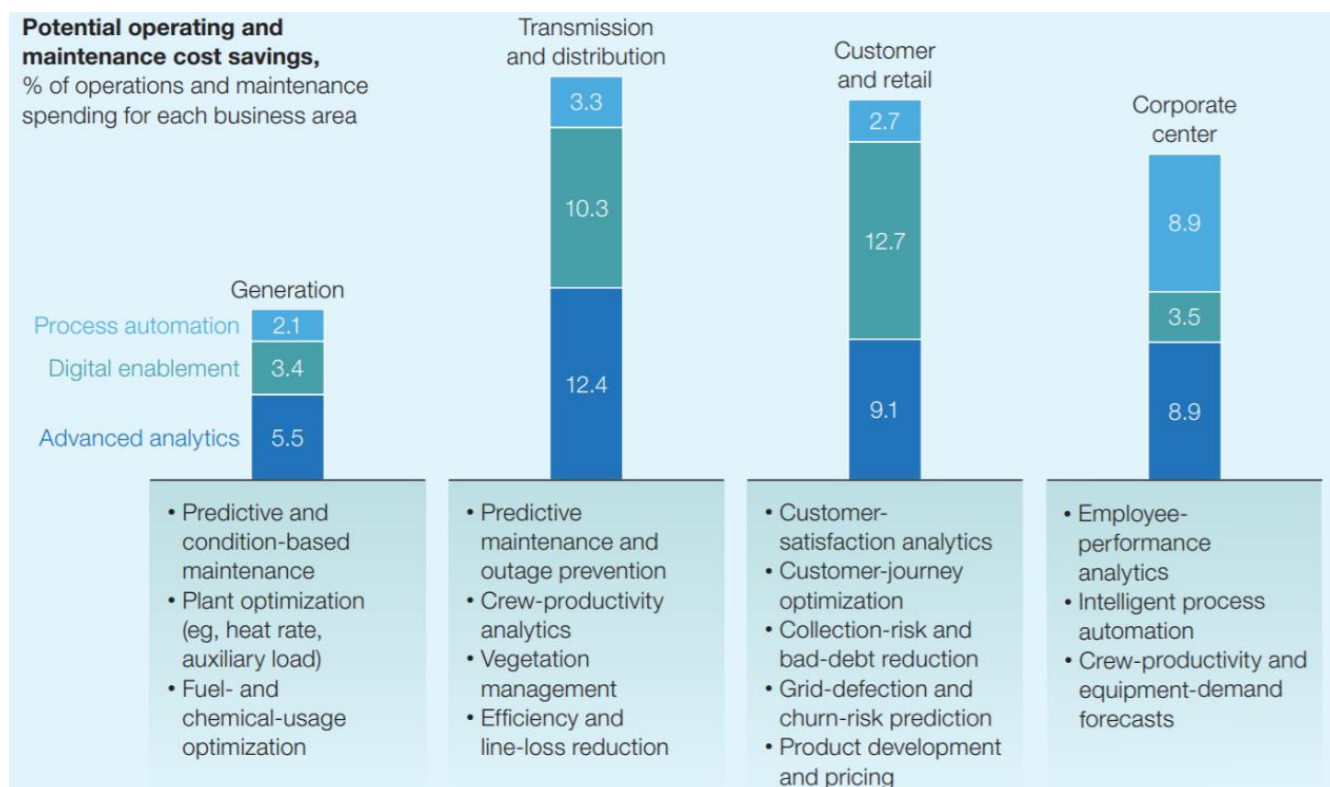 Potential operating and
maintenance cost savings,
% of operations and maintenance
spending for each business area
Process automation
Digital enablement
Advanced analytics
Generation
2.1
3.4
5.5
• Predictive and
condition-based
maintenance
• Plant optimization
(eg, heat rate,
auxiliary load)
• Fuel- and
chemical-usage
optimization
Transmission
and distribution
3.3
10.3
12.4
• Predictive
maintenance and
outage prevention
• Crew-productivity
analytics
• Vegetation
management
• Efficiency and
line-loss reduction
Customer
and retail
2.7
12.7
9.1
• Customer-
satisfaction analytics
• Customer-journey
optimization
• Collection-risk and
bad-debt reduction
• Grid-defection and
churn-risk prediction
• Product development
and pricing
Corporate
center
8.9
3.5
8.9
• Employee-
performance
analytics
• Intelligent process
automation
• Crew-productivity and
equipment-demand
forecasts